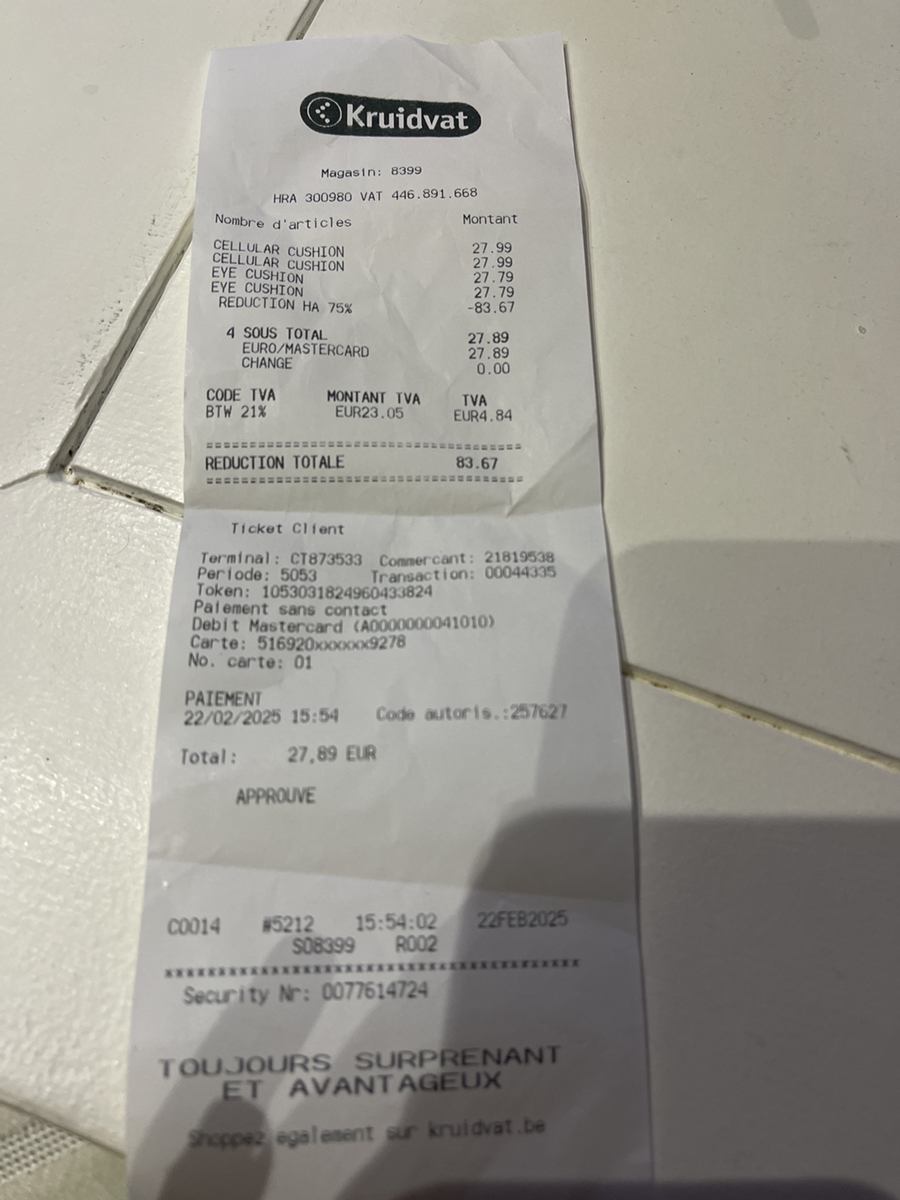 Kruidvat
Magasin: 8399
HRA 300980 VAT 446.891.668
Nombre d'articles Montant
CELLULAR CUSHION 27.99
CELLULAR CUSHION 27.99
EYE CUSHION 27.79
EYE CUSHION 27.79
REDUCTION HA 75% -83.67
4 SOUS TOTAL 27.89
EURO/MASTERCARD 27.89
CHANGE 0.00
CODE TVA MONTANT TVA TVA
BTW 21% EUR23.05 EUR4.84
REDUCTION TOTALE 83.67
Ticket Client
Terminal: CT873533 Commercant: 21819538
Periode: 5053 Transaction: 00044335
Token: 1053031824960433824
Paiement sans contact
Debit Mastercard (A0000000041010)
Carte: 516920xxxxxx9278
No. carte: 01
PAIEMENT
22/02/2025 15:54 Code autoris.:257627
Total: 27,89 EUR
APPROUVE
C0014 #5212 15:54:02 22FEB2025
S08399 R002
xxxxxxxxxxxxxxxxxxxxxxxxxxxxxxxxxxxxxxxxxx
Security Nr: 0077614724
TOUJOURS SURPRENANT
ET AVANTAGEUX
Shoppez egalement sur kruidvat.be